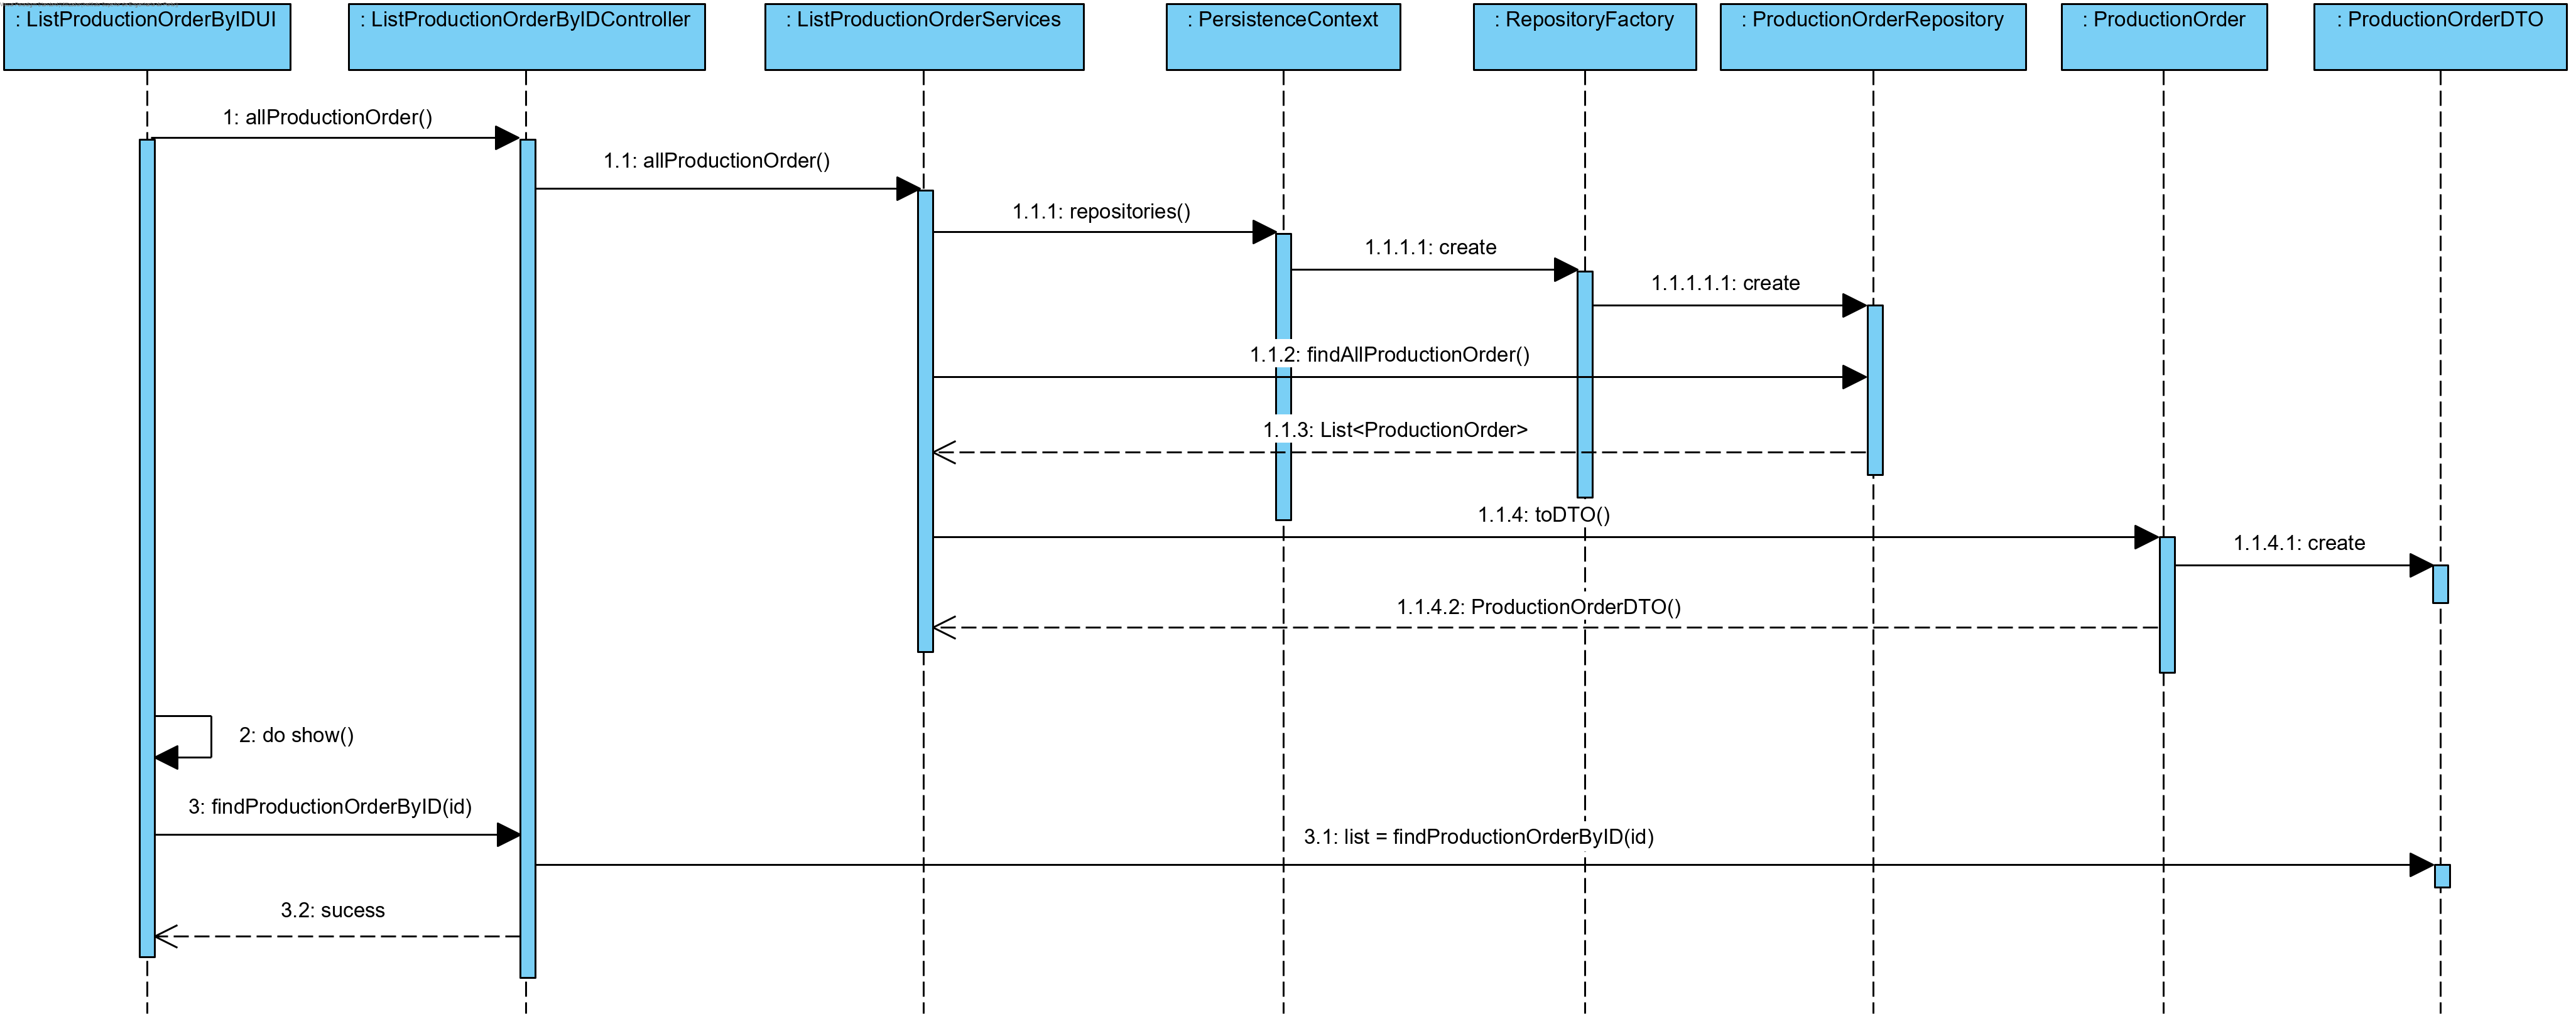 : ListProductionOrderByIDUI
: ListProductionOrderByIDController
: ListProductionOrderServices
: PersistenceContext
: RepositoryFactory
: ProductionOrderRepository
: ProductionOrder
: ProductionOrderDTO
1: allProductionOrder()
1.1: allProductionOrder()
1.1.1: repositories()
1.1.1.1: create
1.1.1.1.1: create
1.1.2: findAllProductionOrder()
1.1.3: List<ProductionOrder>
1.1.4: toDTO()
1.1.4.1: create
1.1.4.2: ProductionOrderDTO()
2: do show()
3: findProductionOrderByID(id)
3.1: list = findProductionOrderByID(id)
3.2: sucess